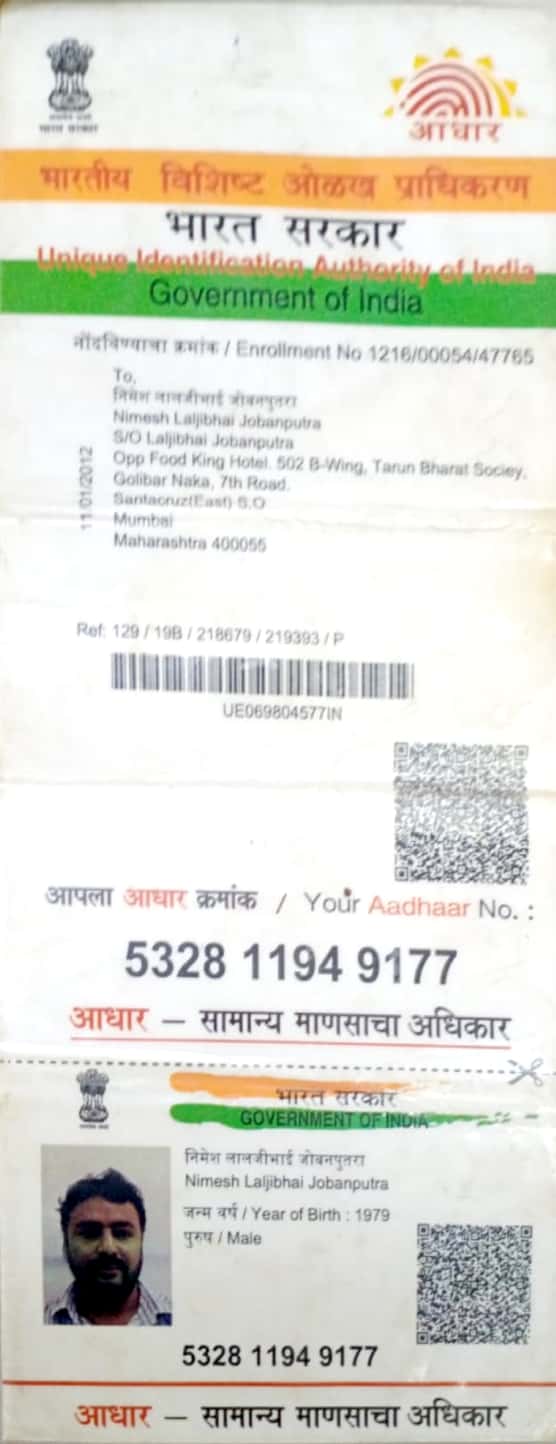 भारत सरकार
आधार
भारतीय विशिष्ट ओळख प्राधिकरण
भारत सरकार
Unique Identification Authority of India
Government of India
नोंदविण्याचा क्रमांक / Enrollment No 1216/00054/47765
To,
निमेश लालजीभाई जोबनपुतरा
Nimesh Laljibhai Jobanputra
S/O Laljibhai Jobanputra
Opp Food King Hotel. 502 B-Wing, Tarun Bharat Sociey,
Golibar Naka, 7th Road.
Santacruz(East) S.O
Mumbai
Maharashtra 400055
11/01/2012
Ref: 129 / 19B / 218679 / 219393 / P
UE069804577IN
आपला आधार क्रमांक / Your Aadhaar No. :
5328 1194 9177
आधार – सामान्य माणसाचा अधिकार
भारत सरकार
GOVERNMENT OF INDIA
निमेश लालजीभाई जोबनपुतरा
Nimesh Laljibhai Jobanputra
जन्म वर्ष / Year of Birth : 1979
पुरुष / Male
5328 1194 9177
आधार – सामान्य माणसाचा अधिकार